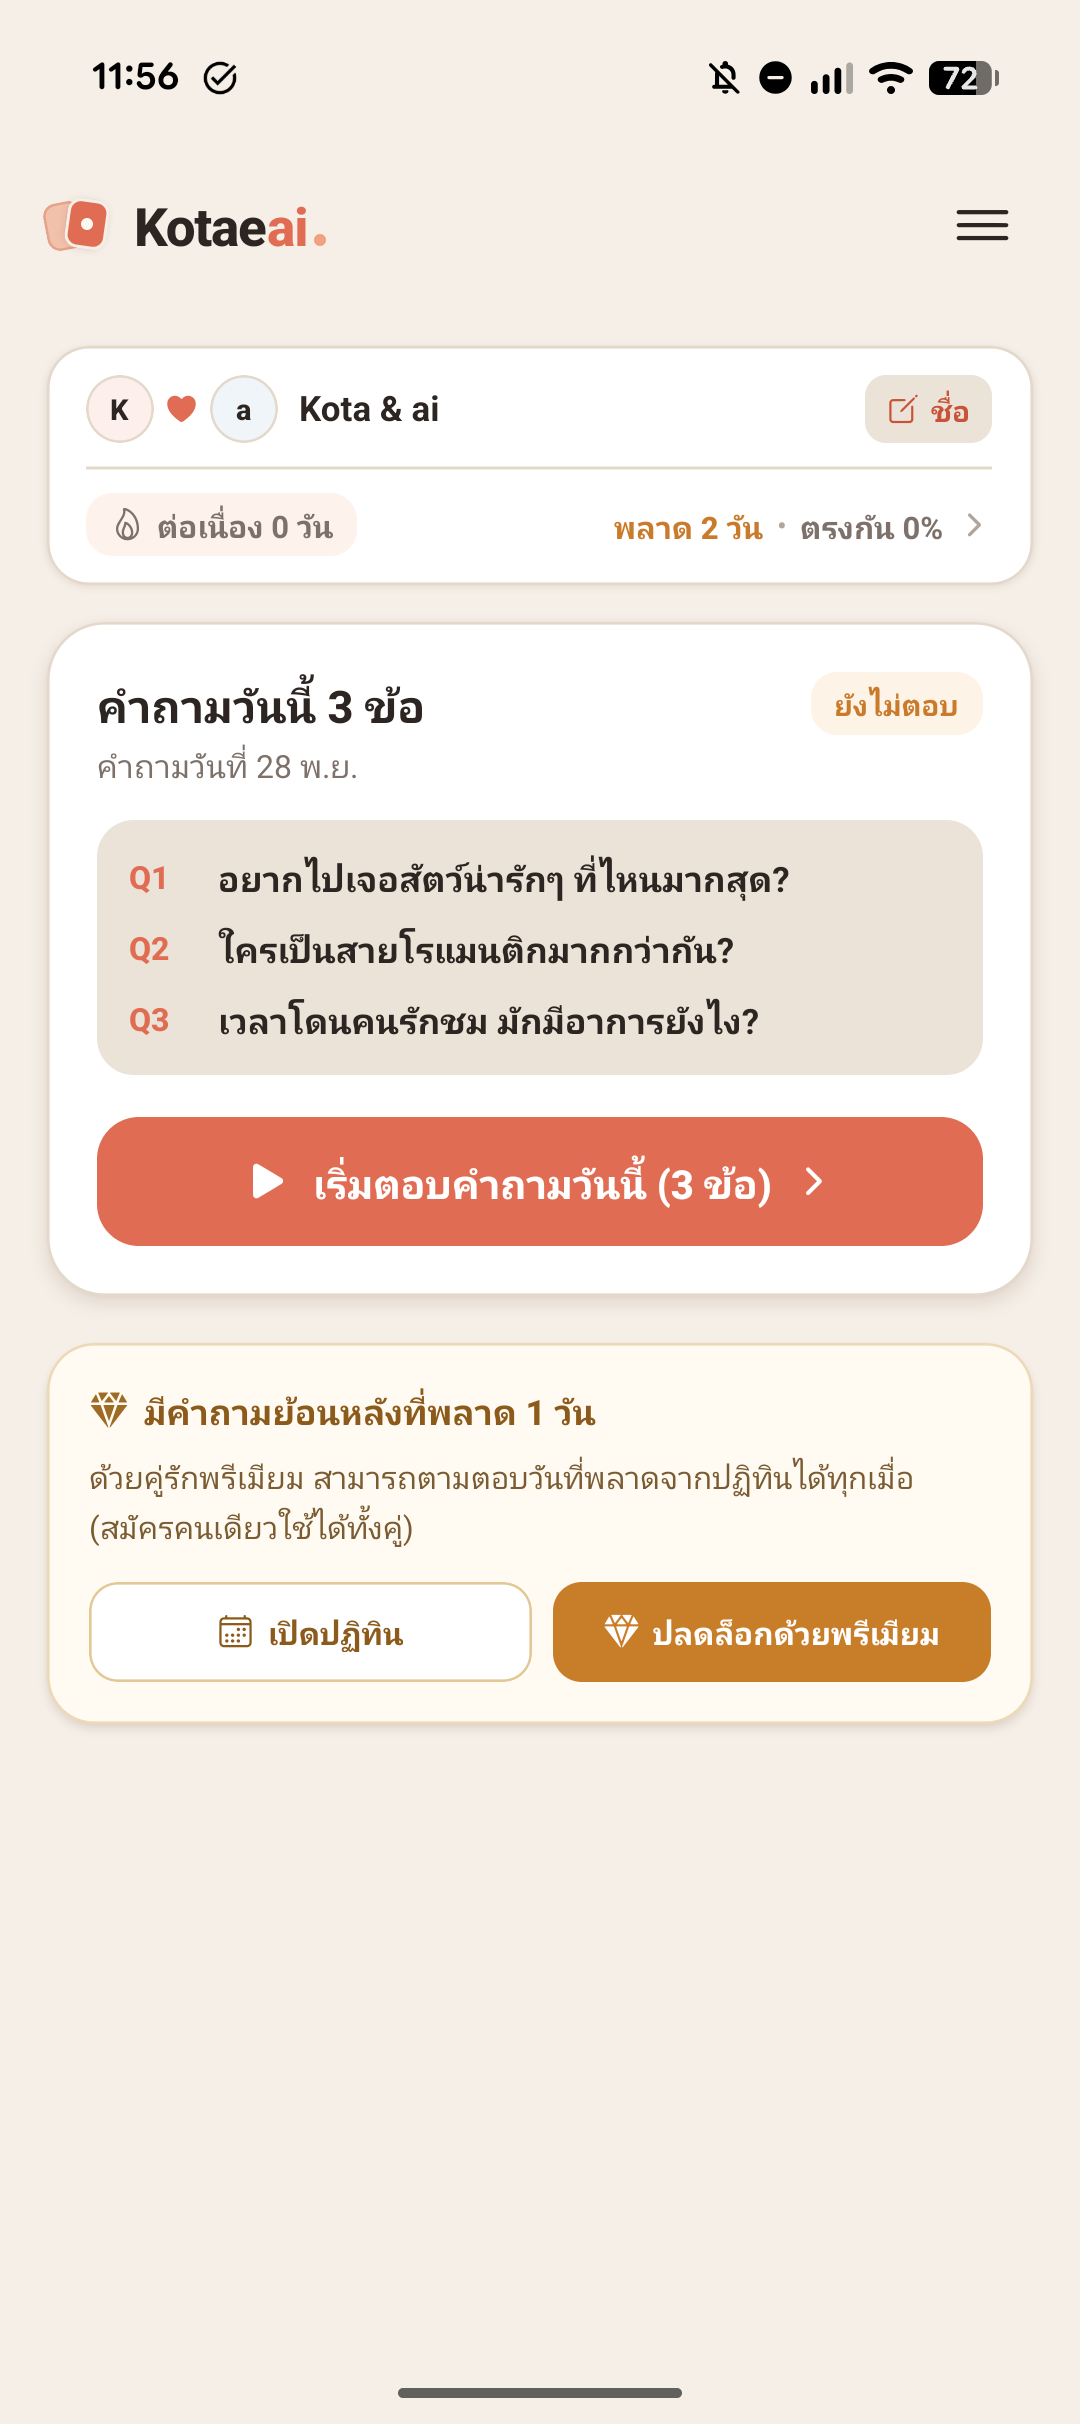 11:56
72
Kotaeai.
K a Kota & ai
ชื่อ
ต่อเนื่อง 0 วัน
พลาด 2 วัน • ตรงกัน 0%
คำถามวันนี้ 3 ข้อ
ยังไม่ตอบ
คำถามวันที่ 28 พ.ย.
Q1 อยากไปเจอสัตว์น่ารักๆ ที่ไหนมากสุด?
Q2 ใครเป็นสายโรแมนติกมากกว่ากัน?
Q3 เวลาโดนคนรักชม มักมีอาการยังไง?
เริ่มตอบคำถามวันนี้ (3 ข้อ)
มีคำถามย้อนหลังที่พลาด 1 วัน
ด้วยคู่รักพรีเมียม สามารถตามตอบวันที่พลาดจากปฏิทินได้ทุกเมื่อ
(สมัครคนเดียวใช้ได้ทั้งคู่)
เปิดปฏิทิน
ปลดล็อกด้วยพรีเมียม